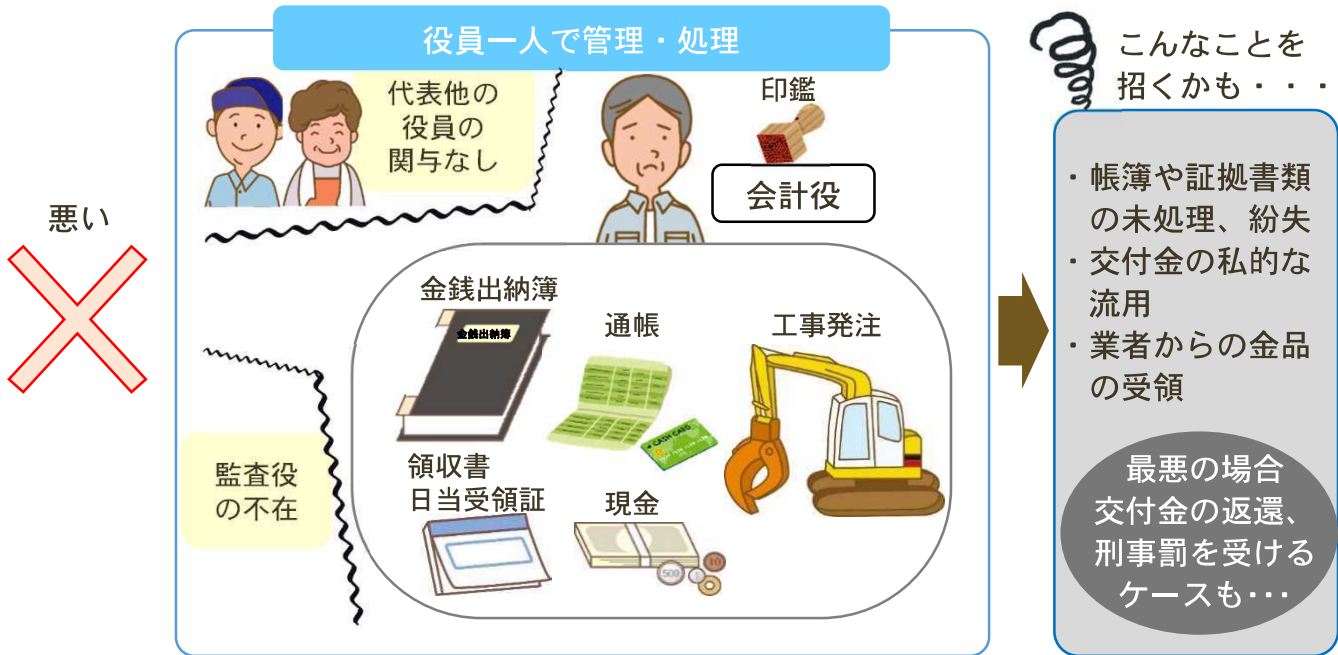 役員一人で管理・処理
悪い
代表他の
役員の
関与なし
印鑑
会計役
金銭出納簿
金銭出納簿
通帳
CASH CARD
工事発注
領収書
日当受領証
現金
500
1
10
監査役
の不在
こんなことを
招くかも・・・
・帳簿や証拠書類
の未処理、紛失
・交付金の私的な
流用
・業者からの金品
の受領
最悪の場合
交付金の返還、
刑事罰を受ける
ケースも･･･